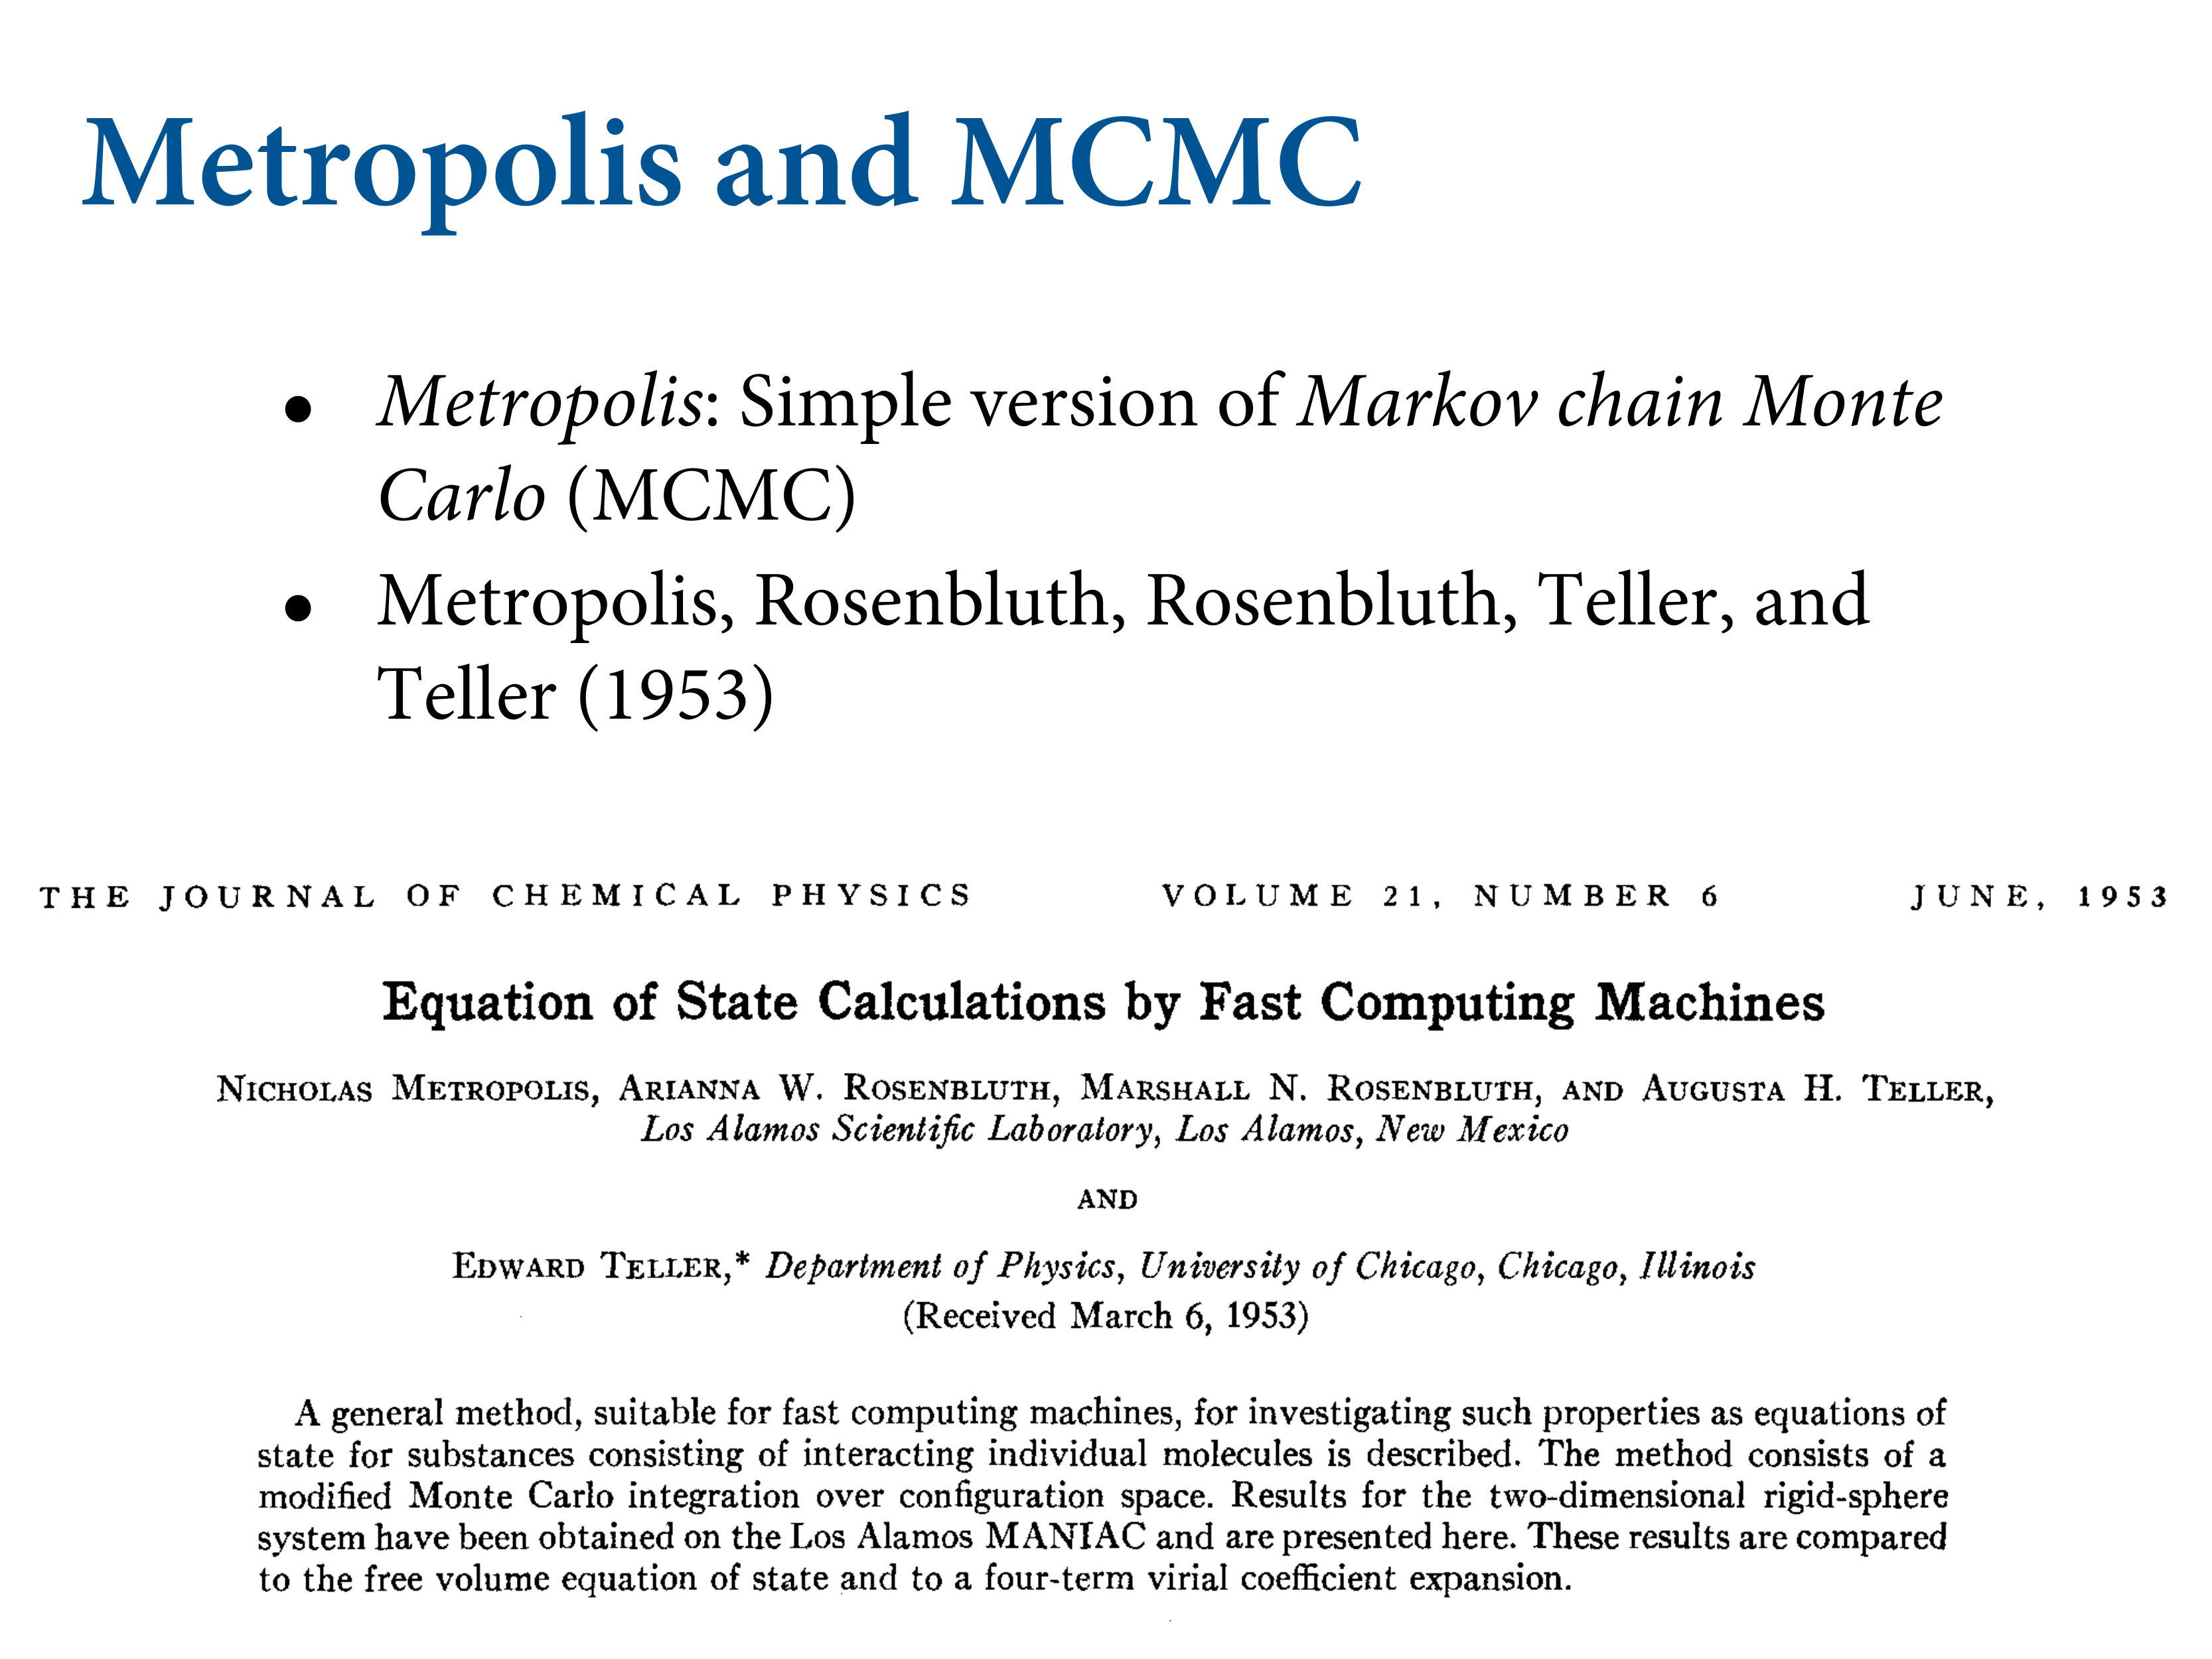 Metropolis and MCMC
• Metropolis: Simple version of Markov chain Monte
Carlo (MCMC)
• Metropolis, Rosenbluth, Rosenbluth, Teller, and
Teller (1953)
THE JOURNAL OF CHEMICAL PHYSICS VOLUME 21, NUMBER 6 JUNE, 1953
Equation of State Calculations by Fast Computing Machines
NICHOLAS METROPOLIS, ARIANNA W. ROSENBLUTH, MARSHALL N. ROSENBLUTH, AND AUGUSTA H. TELLER,
Los Alamos Scientific Laboratory, Los Alamos, New Mexico
AND
EDWARD TELLER,* Department of Physics, University of Chicago, Chicago, Illinois
(Received March 6, 1953)
A general method, suitable for fast computing machines, for investigating such properties as equations of
state for substances consisting of interacting individual molecules is described. The method consists of a
modified Monte Carlo integration over configuration space. Results for the two-dimensional rigid-sphere
system have been obtained on the Los Alamos MANIAC and are presented here. These results are compared
to the free volume equation of state and to a four-term virial coefficient expansion.